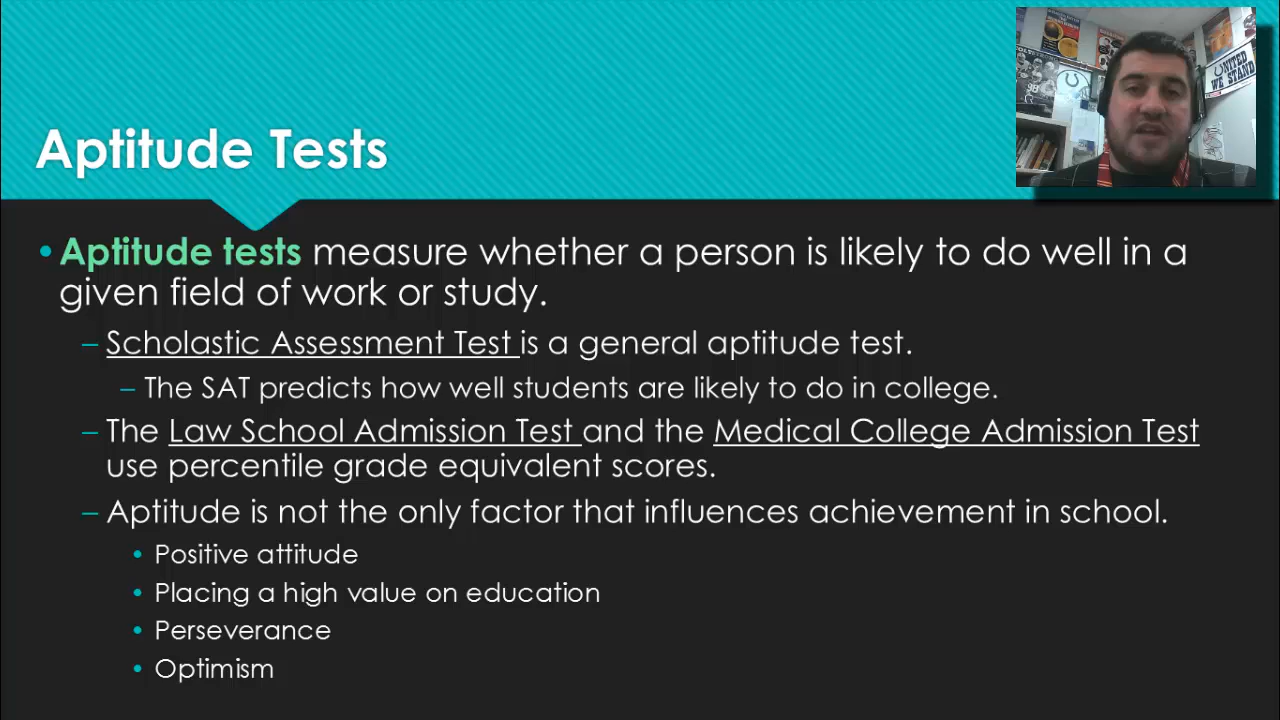 UNITED
WE STAND
Aptitude Tests
• Aptitude tests measure whether a person is likely to do well in a
given field of work or study.
– Scholastic Assessment Test is a general aptitude test.
– The SAT predicts how well students are likely to do in college.
– The Law School Admission Test and the Medical College Admission Test
use percentile grade equivalent scores.
– Aptitude is not the only factor that influences achievement in school.
• Positive attitude
• Placing a high value on education
• Perseverance
• Optimism